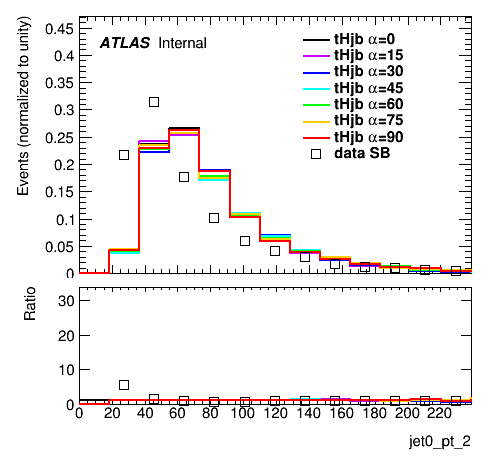 0.45
0.4
0.35
0.3
0.25
0.2
0.15
0.1
0.05
0
Events (normalized to unity)
ATLAS Internal
tHjb α=0
tHjb α=15
tHjb α=30
tHjb α=45
tHjb α=60
tHjb α=75
tHjb α=90
data SB
Ratio
30
20
10
0
0 20 40 60 80 100 120 140 160 180 200 220
jet0_pt_2